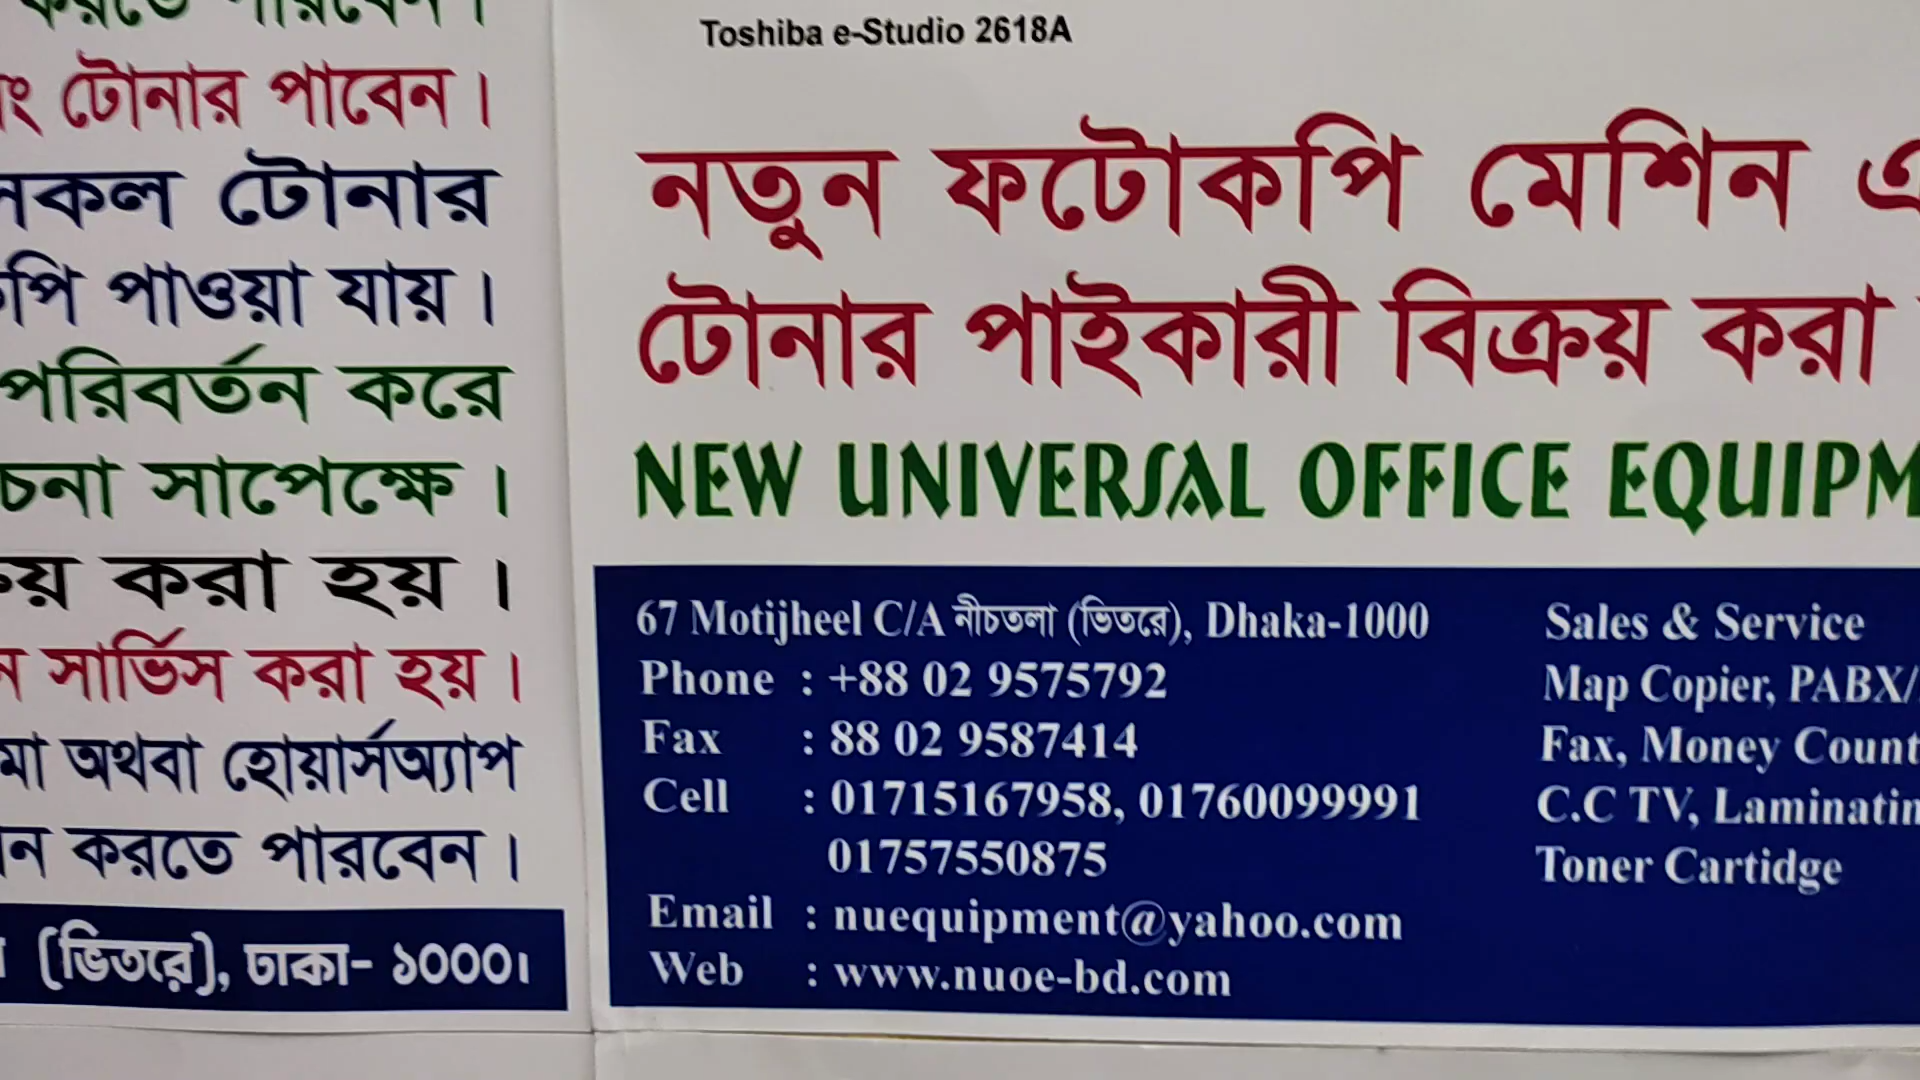 করতে পারবেন।
টোনার পাবেন।
সকল টোনার
পি পাওয়া যায়।
পরিবর্তন করে
চনা সাপেক্ষে।
করা হয়।
সার্ভিস করা হয়।
অথবা হোয়ার্সঅ্যাপ
করতে পারবেন।
(ভিতরে), ঢাকা- ১০০০।
Toshiba e-Studio 2618A
নতুন ফটোকপি মেশিন এ
টোনার পাইকারী বিক্রয় করা
NEW UNIVERSAL OFFICE EQUIPM
67 Motijheel C/A নীচতলা (ভিতরে), Dhaka-1000
Phone : +88 02 9575792
Fax : 88 02 9587414
Cell : 01715167958, 01760099991
01757550875
Email : nuequipment@yahoo.com
Web : www.nuoe-bd.com
Sales & Service
Map Copier, PABX/
Fax, Money Count
C.C TV, Laminatin
Toner Cartidge